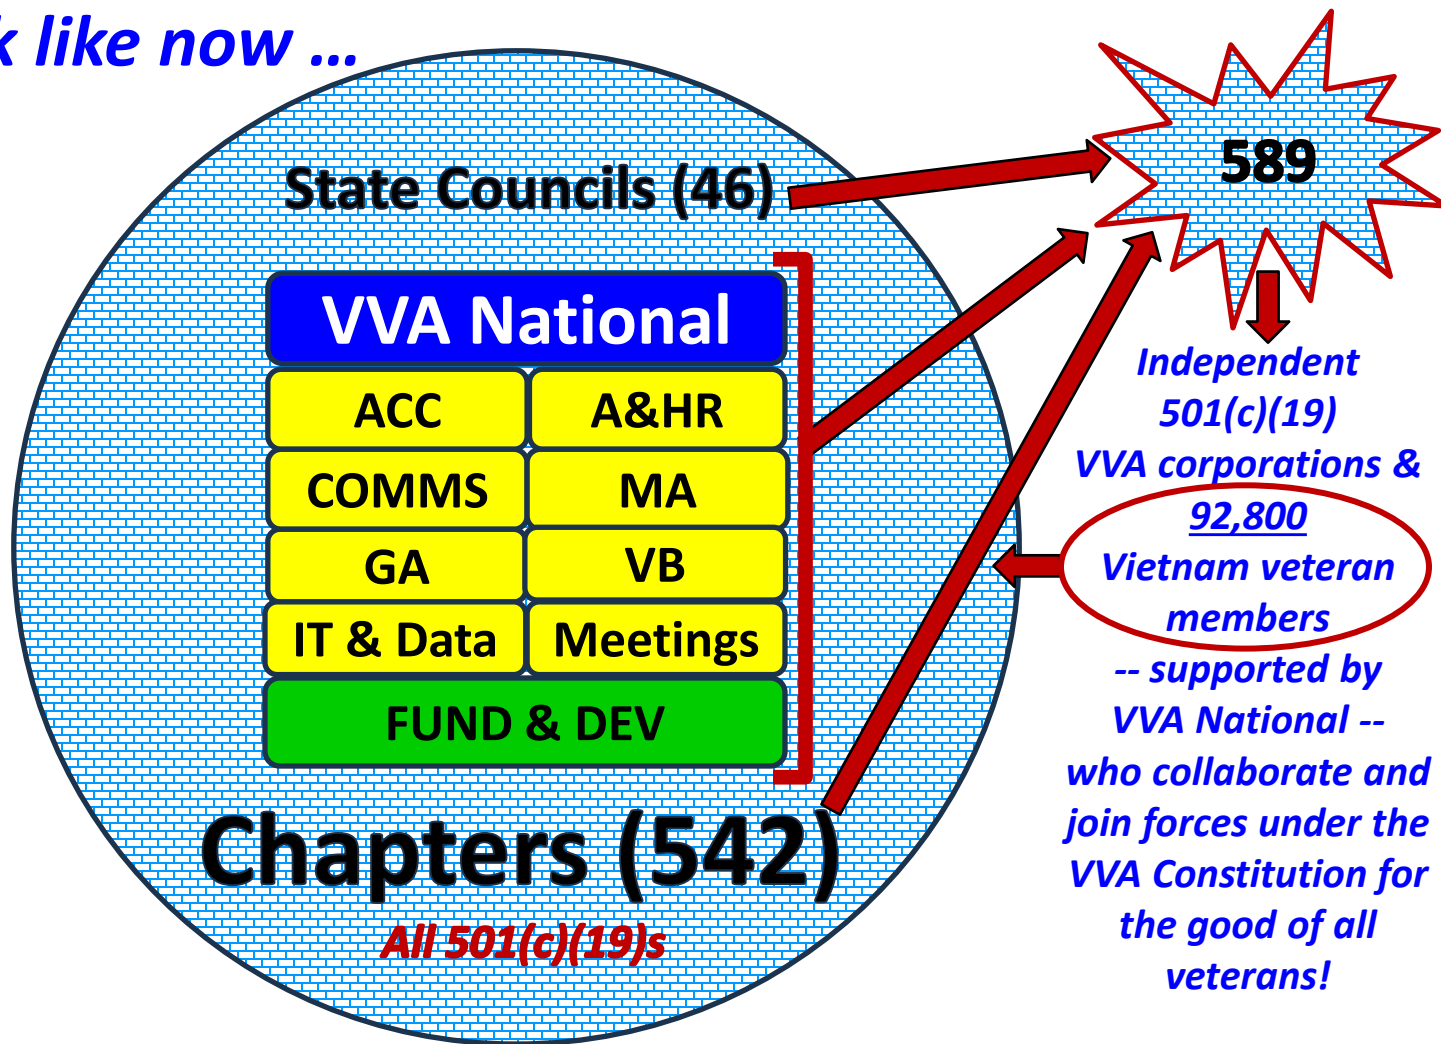 k like now …
State Councils (46)
VVA National
ACC
A&HR
COMMS
MA
GA
VB
IT & Data
Meetings
FUND & DEV
Chapters (542)
All 501(c)(19)s
589
Independent
501(c)(19)
VVA corporations &
92,800
Vietnam veteran
members
-- supported by
VVA National --
who collaborate and
join forces under the
VVA Constitution for
the good of all
veterans!